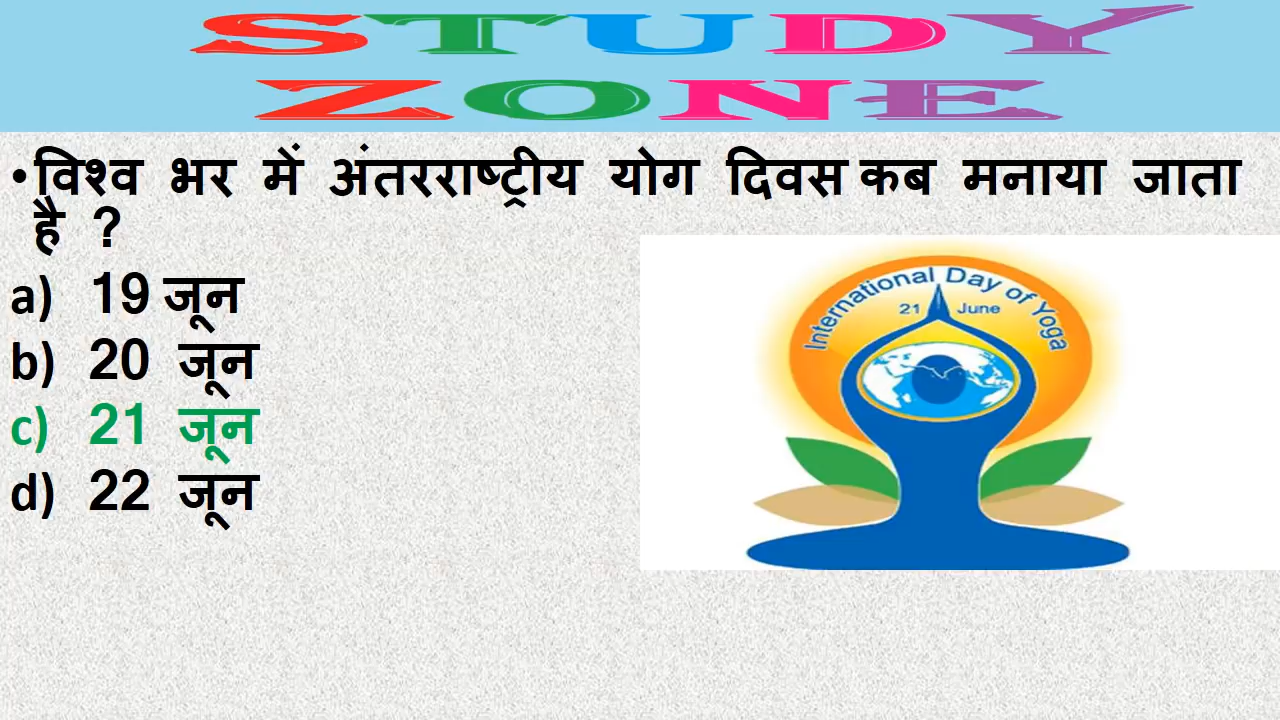 STUDY
ZONE
•विश्व भर में अंतरराष्ट्रीय योग दिवस कब मनाया जाता
है ?
a) 19 जून
b) 20 जून
c) 21 जून
d) 22 जून
International Day of Yoga
21 June